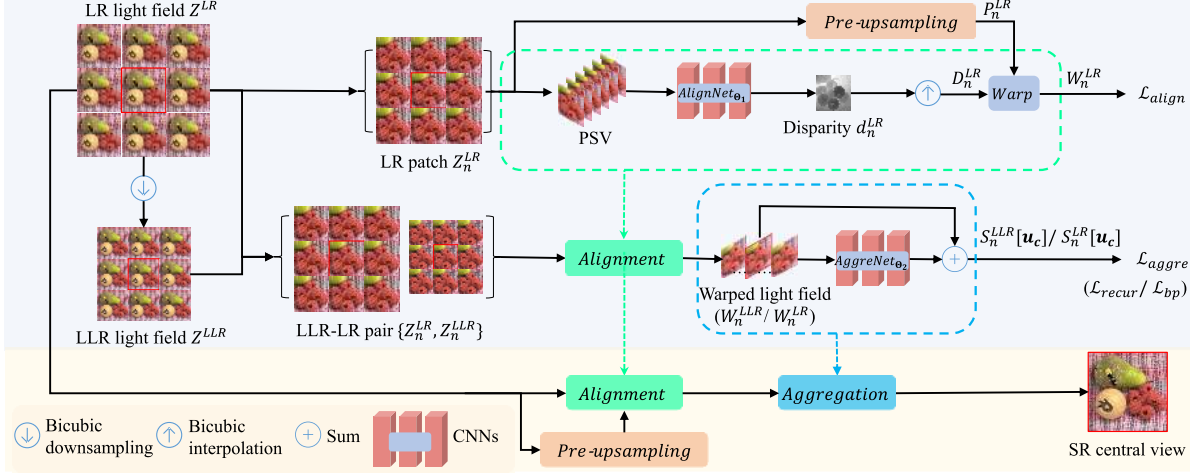 LR light field Z^{LR}
Pre-upsampling
P_n^{LR}
AlignNet_{Θ_1}
D_n^{LR}
Warp
W_n^{LR}
ℒ_{align}
PSV
Disparity d_n^{LR}
LR patch Z_n^{LR}
S_n^{LLR}[u_c]/ S_n^{LR}[u_c]
Alignment
AggreNet_{Θ_2}
ℒ_{aggre}
Warped light field
(W_n^{LLR}/ W_n^{LR})
(ℒ_{recur}/ ℒ_{bp})
LLR light field Z^{LLR}
LLR-LR pair {Z_n^{LR}, Z_n^{LLR}}
Alignment
Aggregation
Bicubic
downsampling
Bicubic
interpolation
Sum
CNNs
Pre-upsampling
SR central view